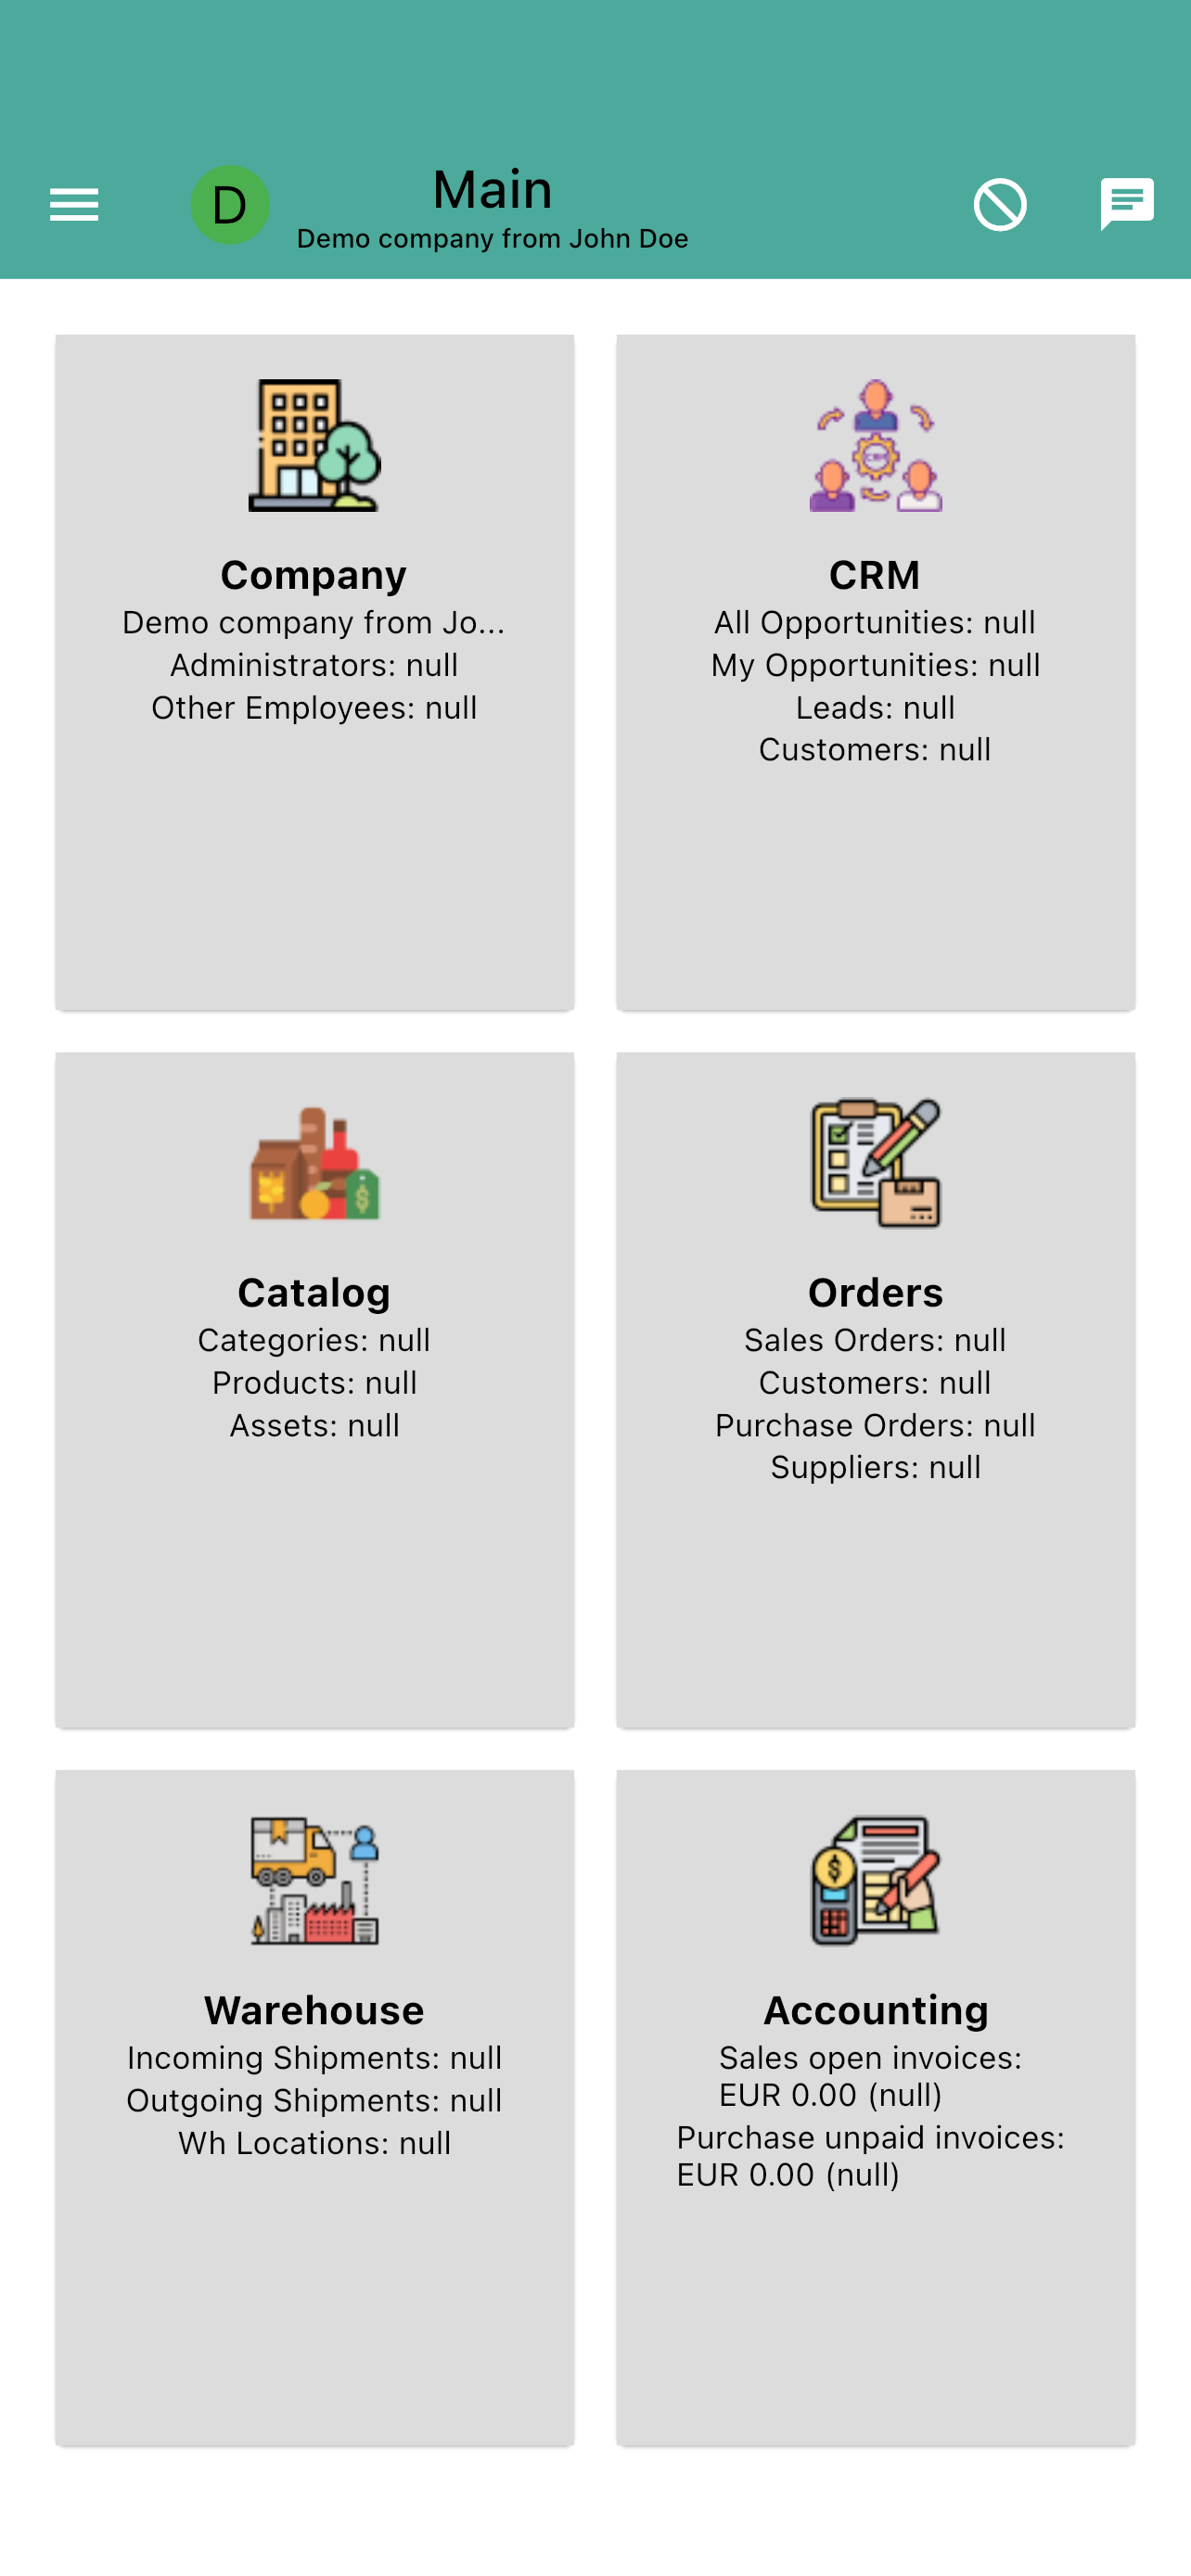 D
Main
Demo company from John Doe
Company
Demo company from Jo...
Administrators: null
Other Employees: null
CRM
CRM
All Opportunities: null
My Opportunities: null
Leads: null
Customers: null
$
Catalog
Categories: null
Products: null
Assets: null
Orders
Sales Orders: null
Customers: null
Purchase Orders: null
Suppliers: null
Warehouse
Incoming Shipments: null
Outgoing Shipments: null
Wh Locations: null
$
Accounting
Sales open invoices:
EUR 0.00 (null)
Purchase unpaid invoices:
EUR 0.00 (null)